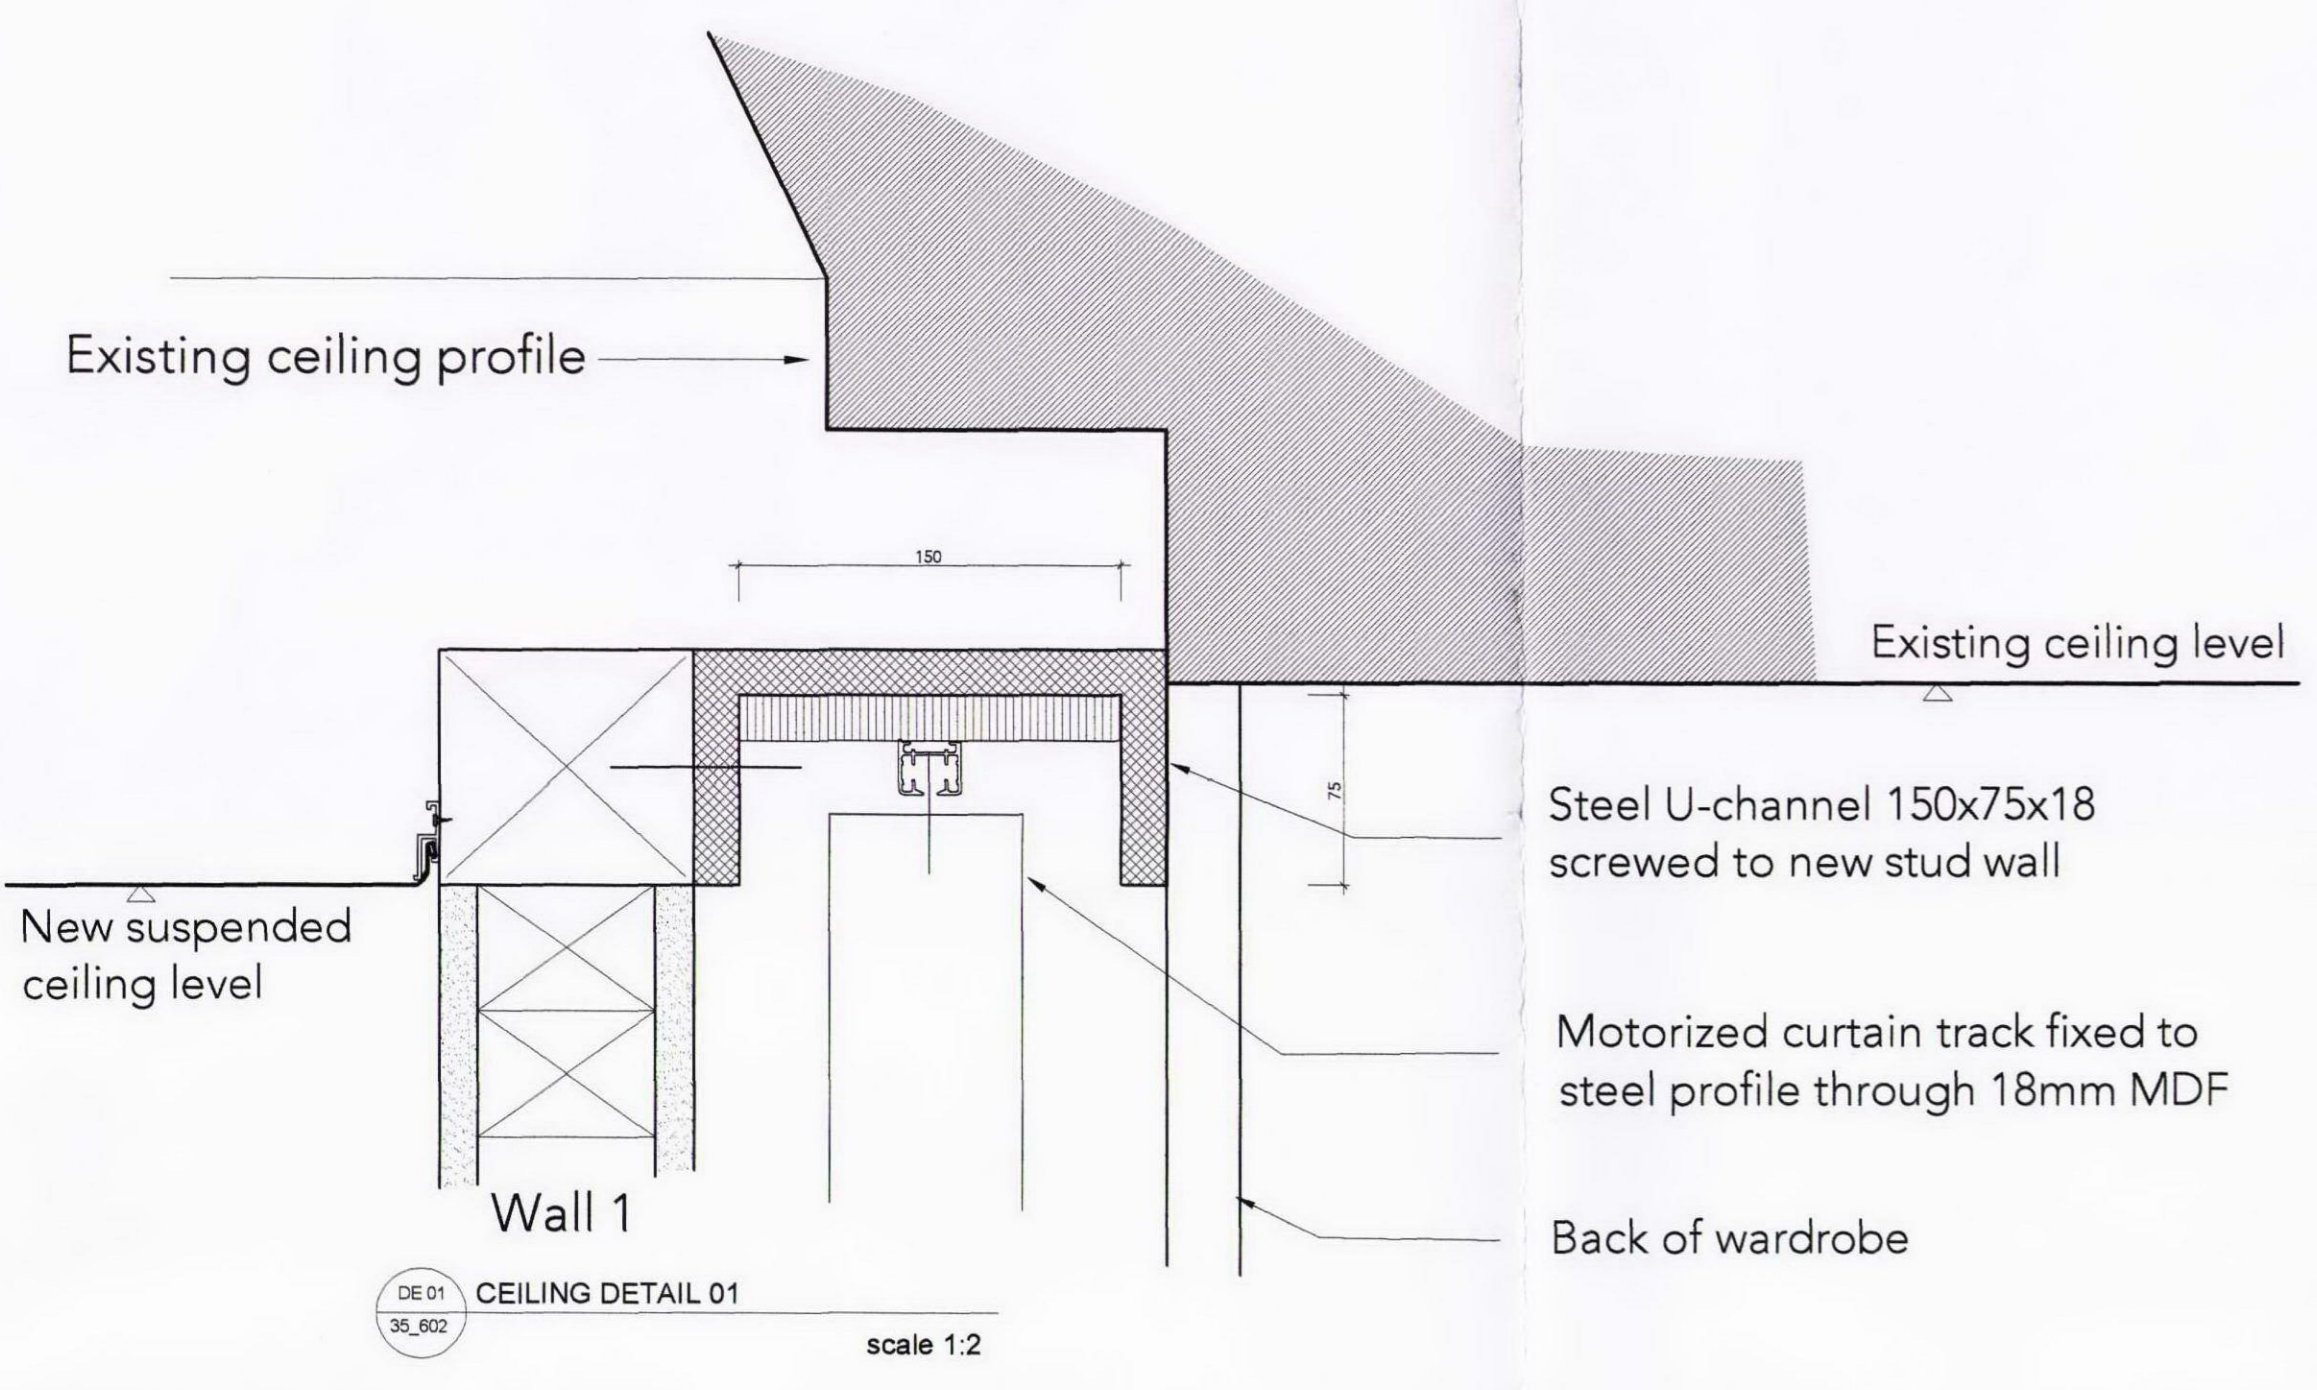 Existing ceiling profile
150
Existing ceiling level
75
Steel U-channel 150x75x18
screwed to new stud wall
New suspended
ceiling level
Motorized curtain track fixed to
steel profile through 18mm MDF
Wall 1
Back of wardrobe
DE 01
CEILING DETAIL 01
35_602
scale 1:2